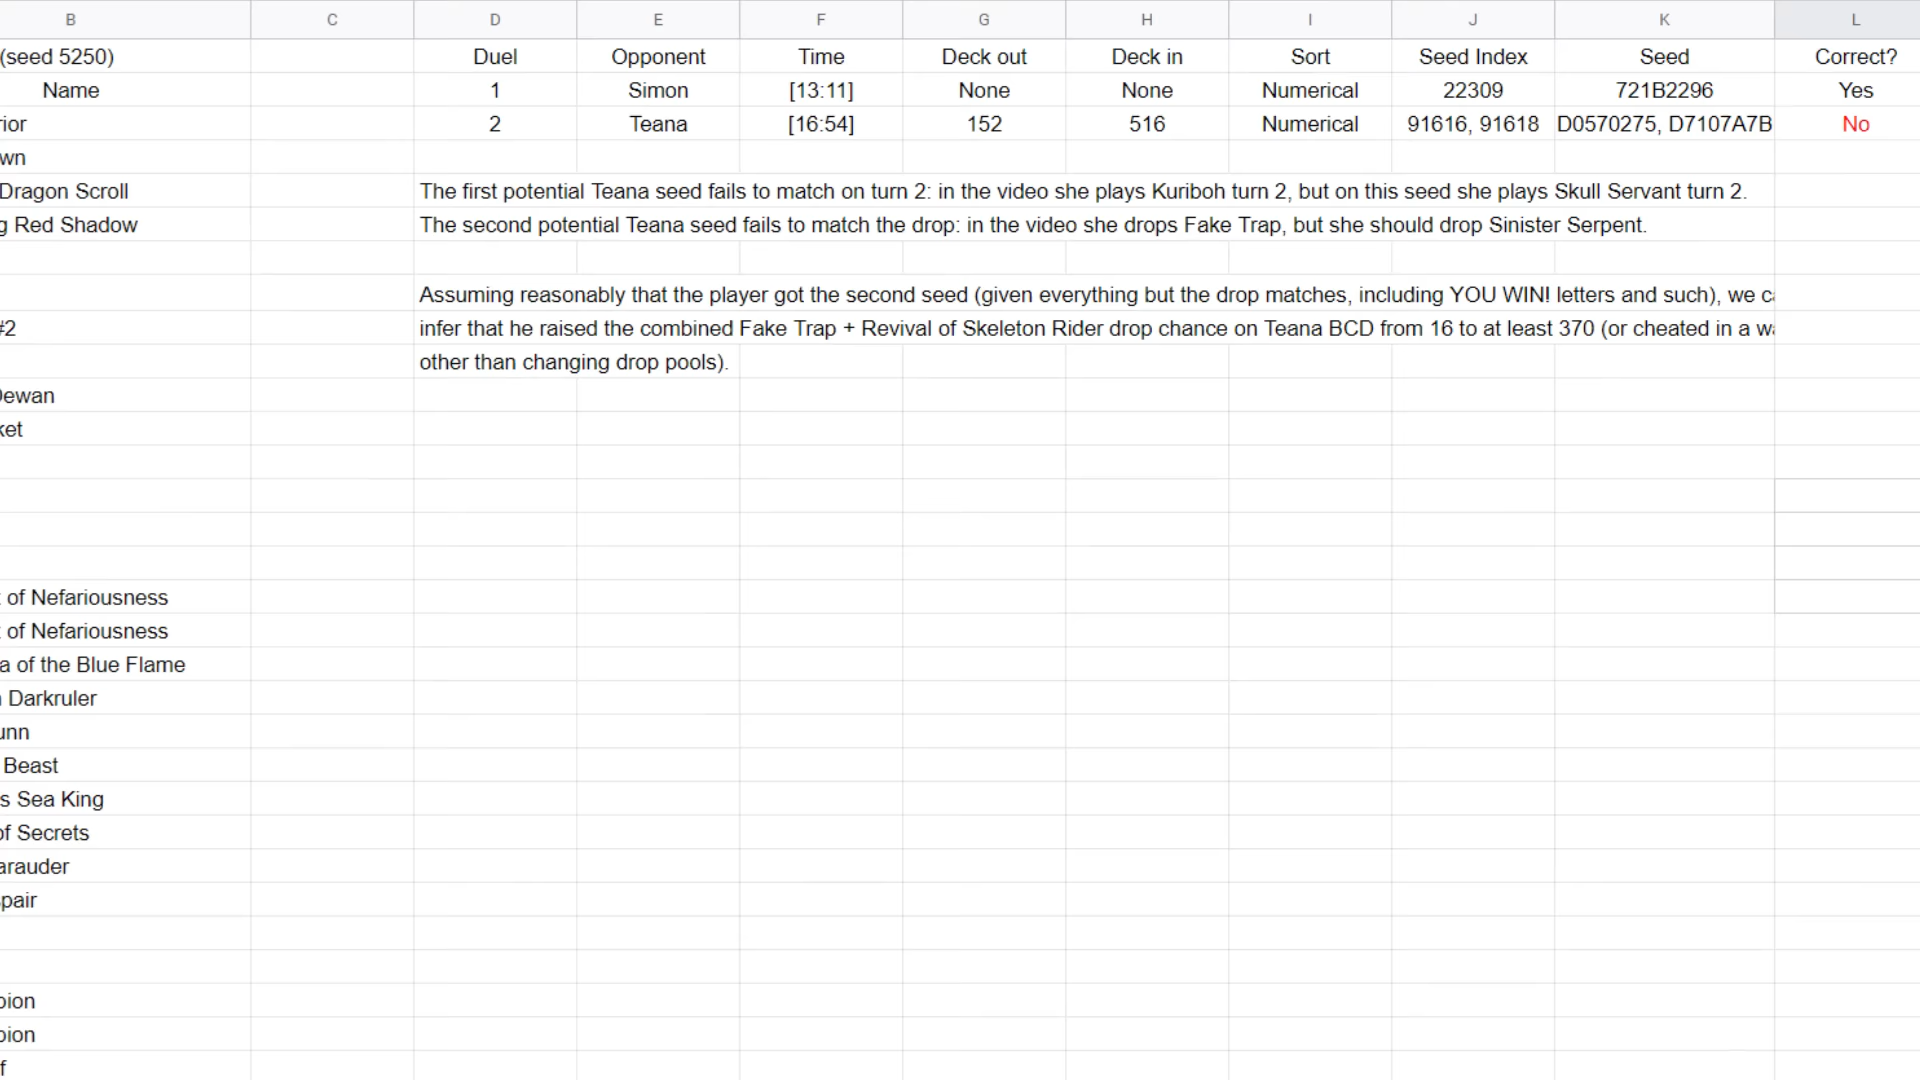 B C D E F G H I J K L
(seed 5250) Duel Opponent Time Deck out Deck in Sort Seed Index Seed Correct?
Name 1 Simon [13:11] None None Numerical 22309 721B2296 Yes
rior 2 Teana [16:54] 152 516 Numerical 91616, 91618 D0570275, D7107A7B No
wn
Dragon Scroll The first potential Teana seed fails to match on turn 2: in the video she plays Kuriboh turn 2, but on this seed she plays Skull Servant turn 2.
g Red Shadow The second potential Teana seed fails to match the drop: in the video she drops Fake Trap, but she should drop Sinister Serpent.
Assuming reasonably that the player got the second seed (given everything but the drop matches, including YOU WIN! letters and such), we
#2 infer that he raised the combined Fake Trap + Revival of Skeleton Rider drop chance on Teana BCD from 16 to at least 370 (or cheated in a
other than changing drop pools).
Dewan
ket
of Nefariousness
of Nefariousness
a of the Blue Flame
Darkruler
unn
Beast
s Sea King
of Secrets
arauder
pair
pion
pion
f